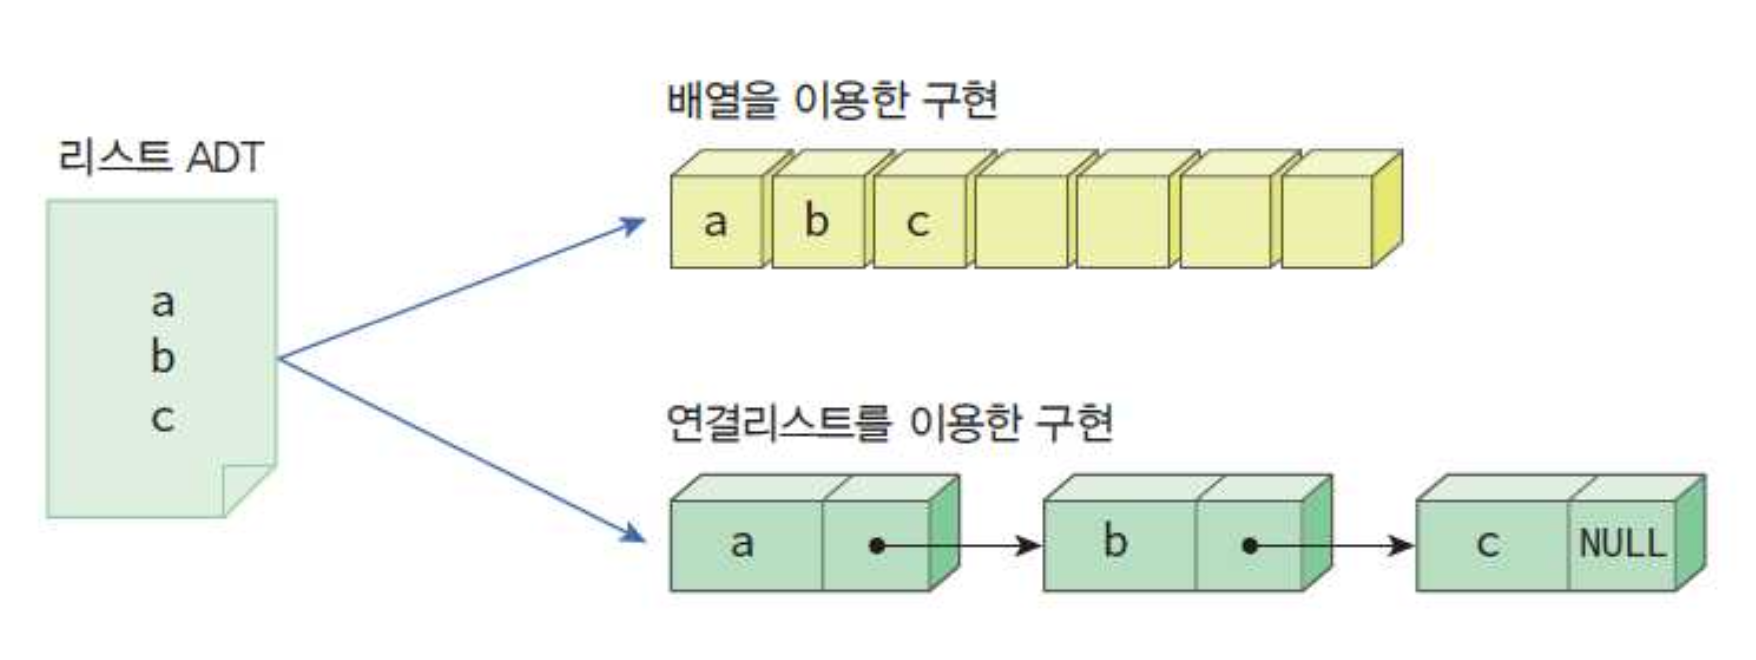 리스트 ADT
a
b
c
배열을 이용한 구현
a b c
연결리스트를 이용한 구현
a b c NULL